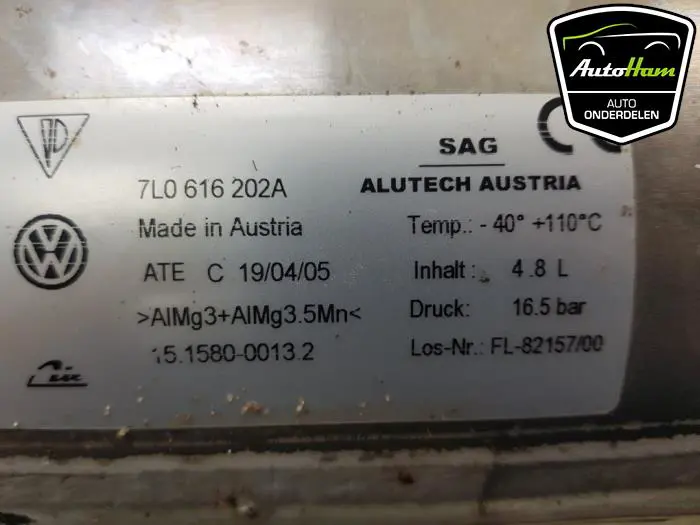 AutoHam
AUTO
ONDERDELEN
SAG
ALUTECH AUSTRIA
7L0 616 202A
Made in Austria
ATE C 19/04/05
>AlMg3+AlMg3.5Mn<
15.1580-0013.2
Temp.: - 40° +110°C
Inhalt : 4.8 L
Druck: 16.5 bar
Los-Nr.: FL-82157/00
VW